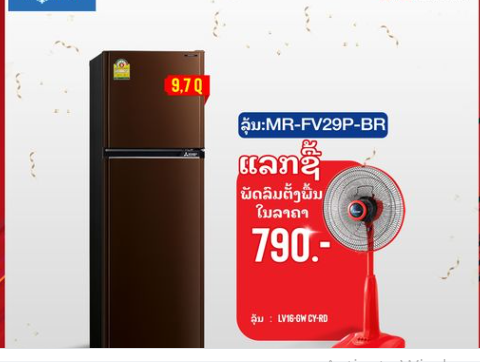 9.7 Q
ລຸ້ນ:MR-FV29P-BR
ແລກຊື້
ພັດລົມຕັ້ງພື້ນ
ໃນລາຄາ
790.-
ລຸ້ນ : LV16-GW CY-RD